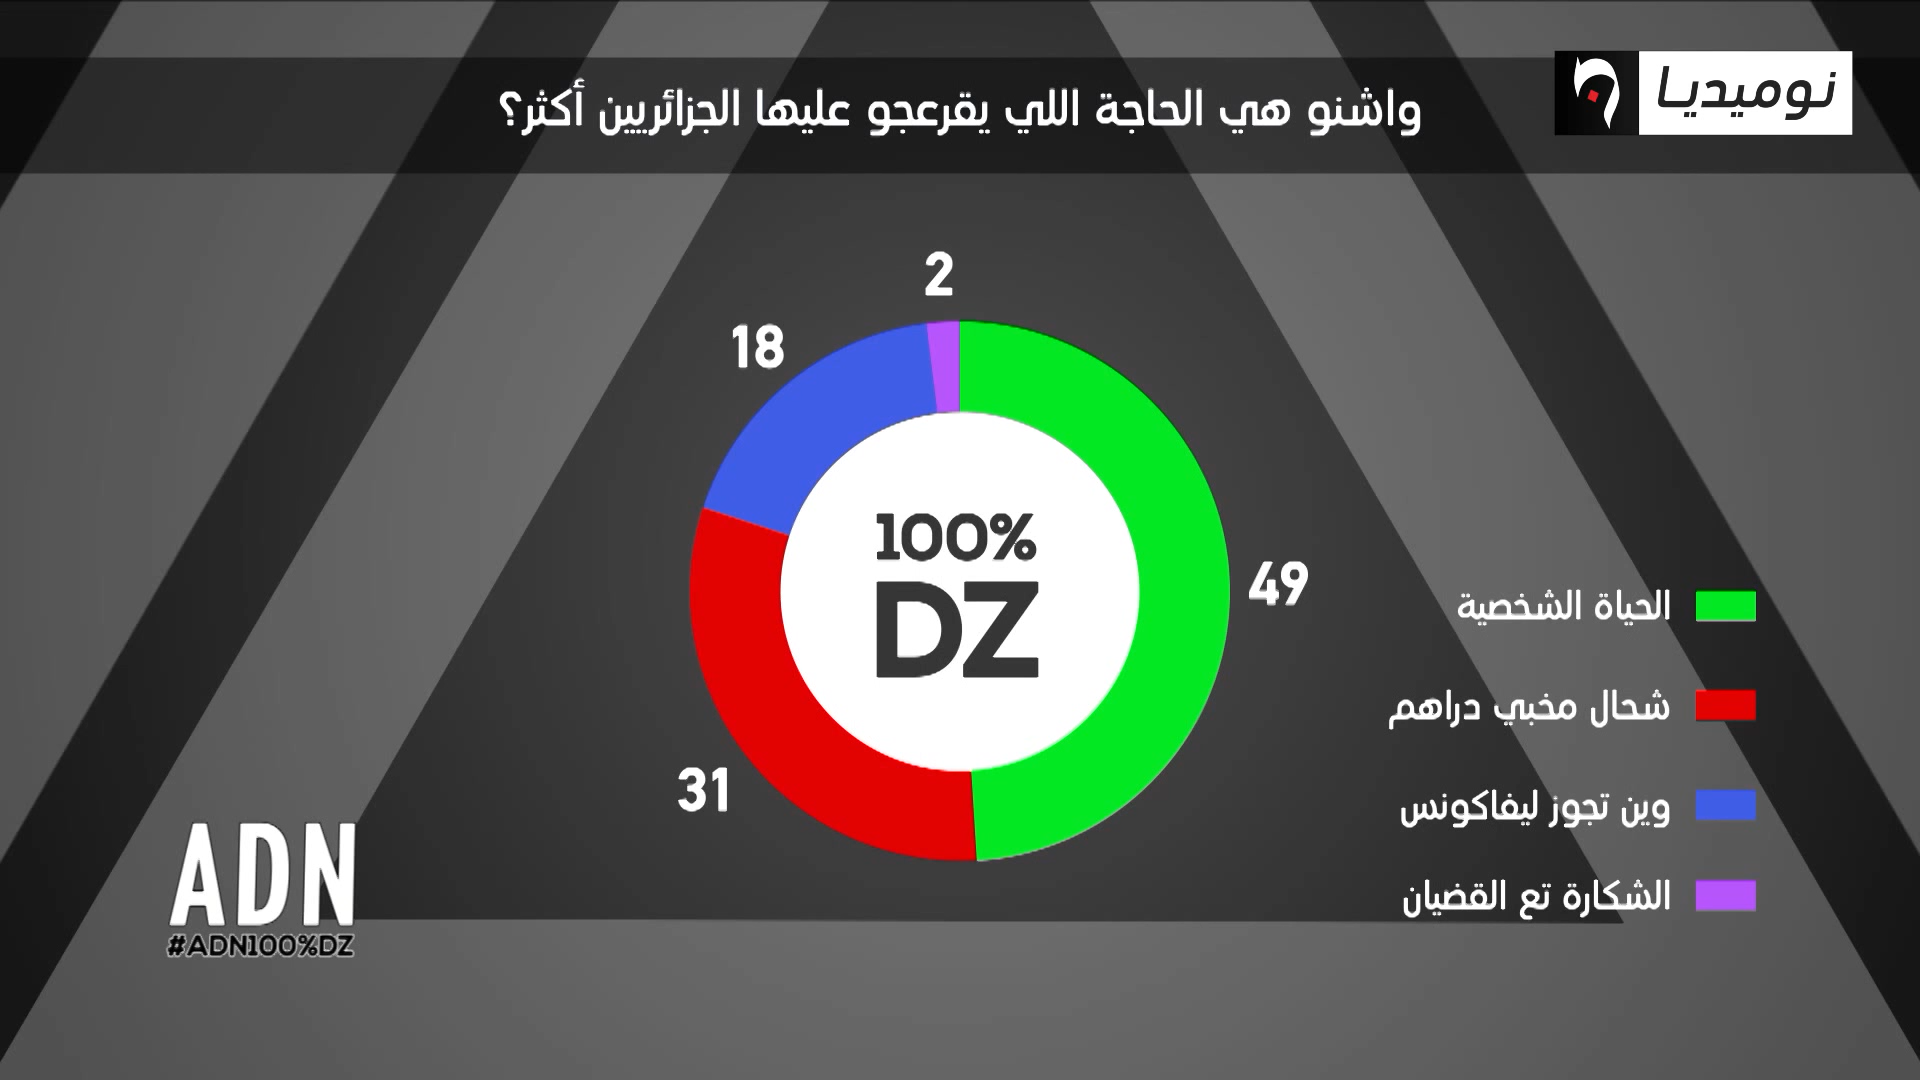 نوميديا
واشنو هي الحاجة اللي يقرعجو عليها الجزائريين أكثر؟
2
18
49
31
100%
DZ
الحياة الشخصية
شحال مخبي دراهم
وين تجوز ليفاكونس
الشكارة تع القضيان
ADN
#ADN100%DZ